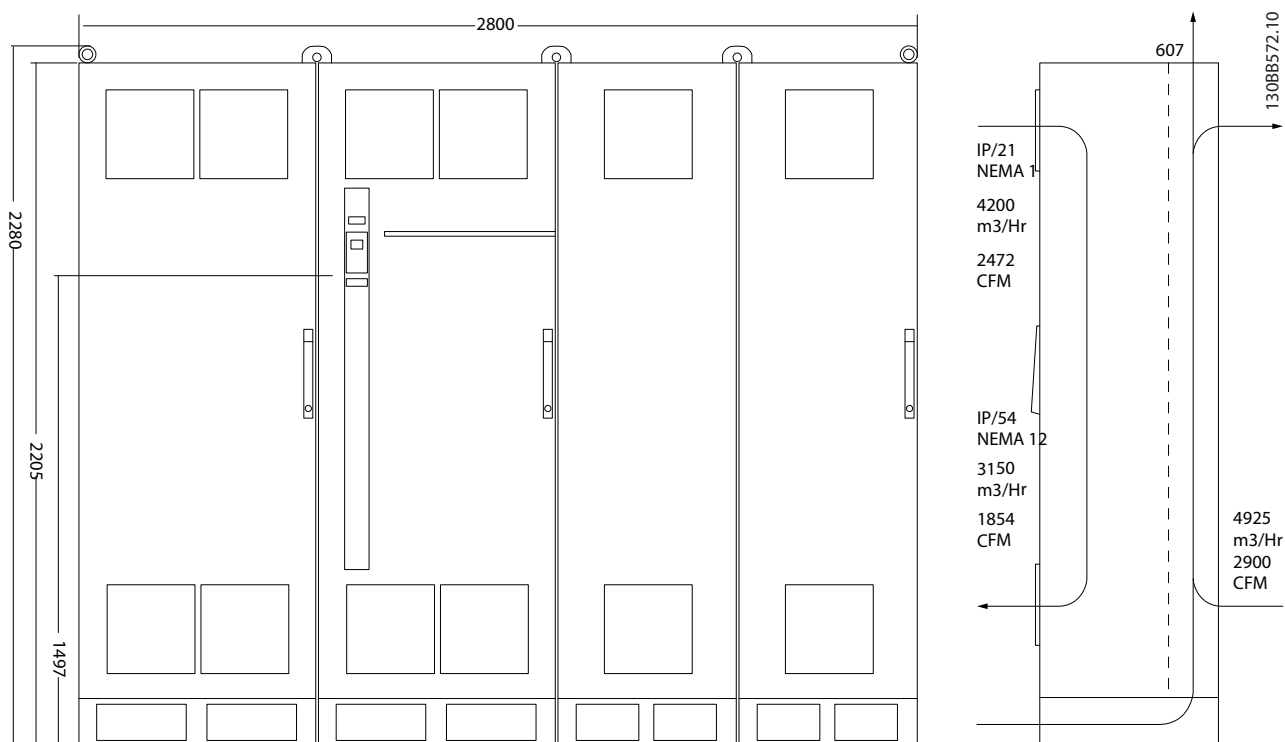 2800
2280
2205
1497
607
130BB572.10
IP/21
NEMA 1
4200
m3/Hr
2472
CFM
IP/54
NEMA 12
3150
m3/Hr
1854
CFM
4925
m3/Hr
2900
CFM